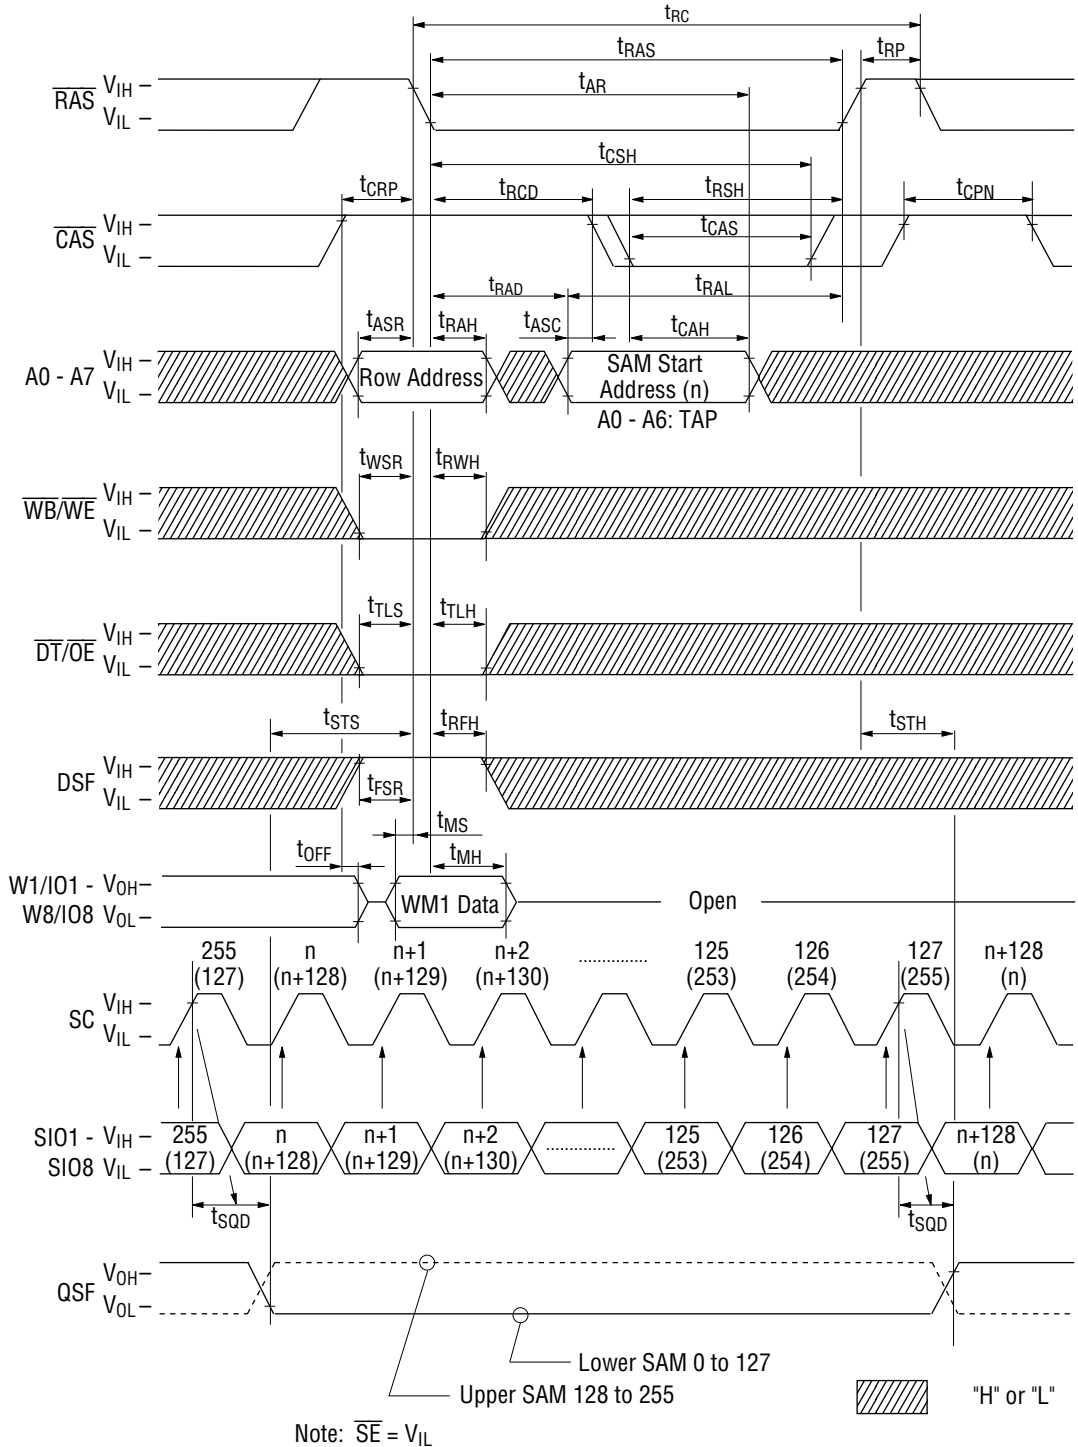 tRC
tRAS tRP
tAR
RAS VIH
VIL
tCSH
tCRP tRCD tRSH tCPN
CAS VIH
VIL
tCAS
tRAD tRAL
tASR tRAH tASC tCAH
A0 - A7 VIH
VIL
Row Address
SAM Start
Address (n)
A0 - A6: TAP
tWSR tRWH
WB/WE VIH
VIL
tTLS tTLH
DT/OE VIH
VIL
tSTS tRFH tSTH
DSF VIH
VIL
tFSR
tMS
tOFF tMH
W1/IO1 - VOH
W8/IO8 VOL
WM1 Data
Open
255 n n+1 n+2 ............... 125 126 127 n+128
(127) (n+128) (n+129) (n+130) (253) (254) (255) (n)
SC VIH
VIL
SIO1 - VIH
SIO8 VIL
255 n n+1 n+2 ............... 125 126 127 n+128
(127) (n+128) (n+129) (n+130) (253) (254) (255) (n)
tSQD tSQD
QSF VOH
VOL
Lower SAM 0 to 127
Upper SAM 128 to 255
"H" or "L"
Note: SE = VIL